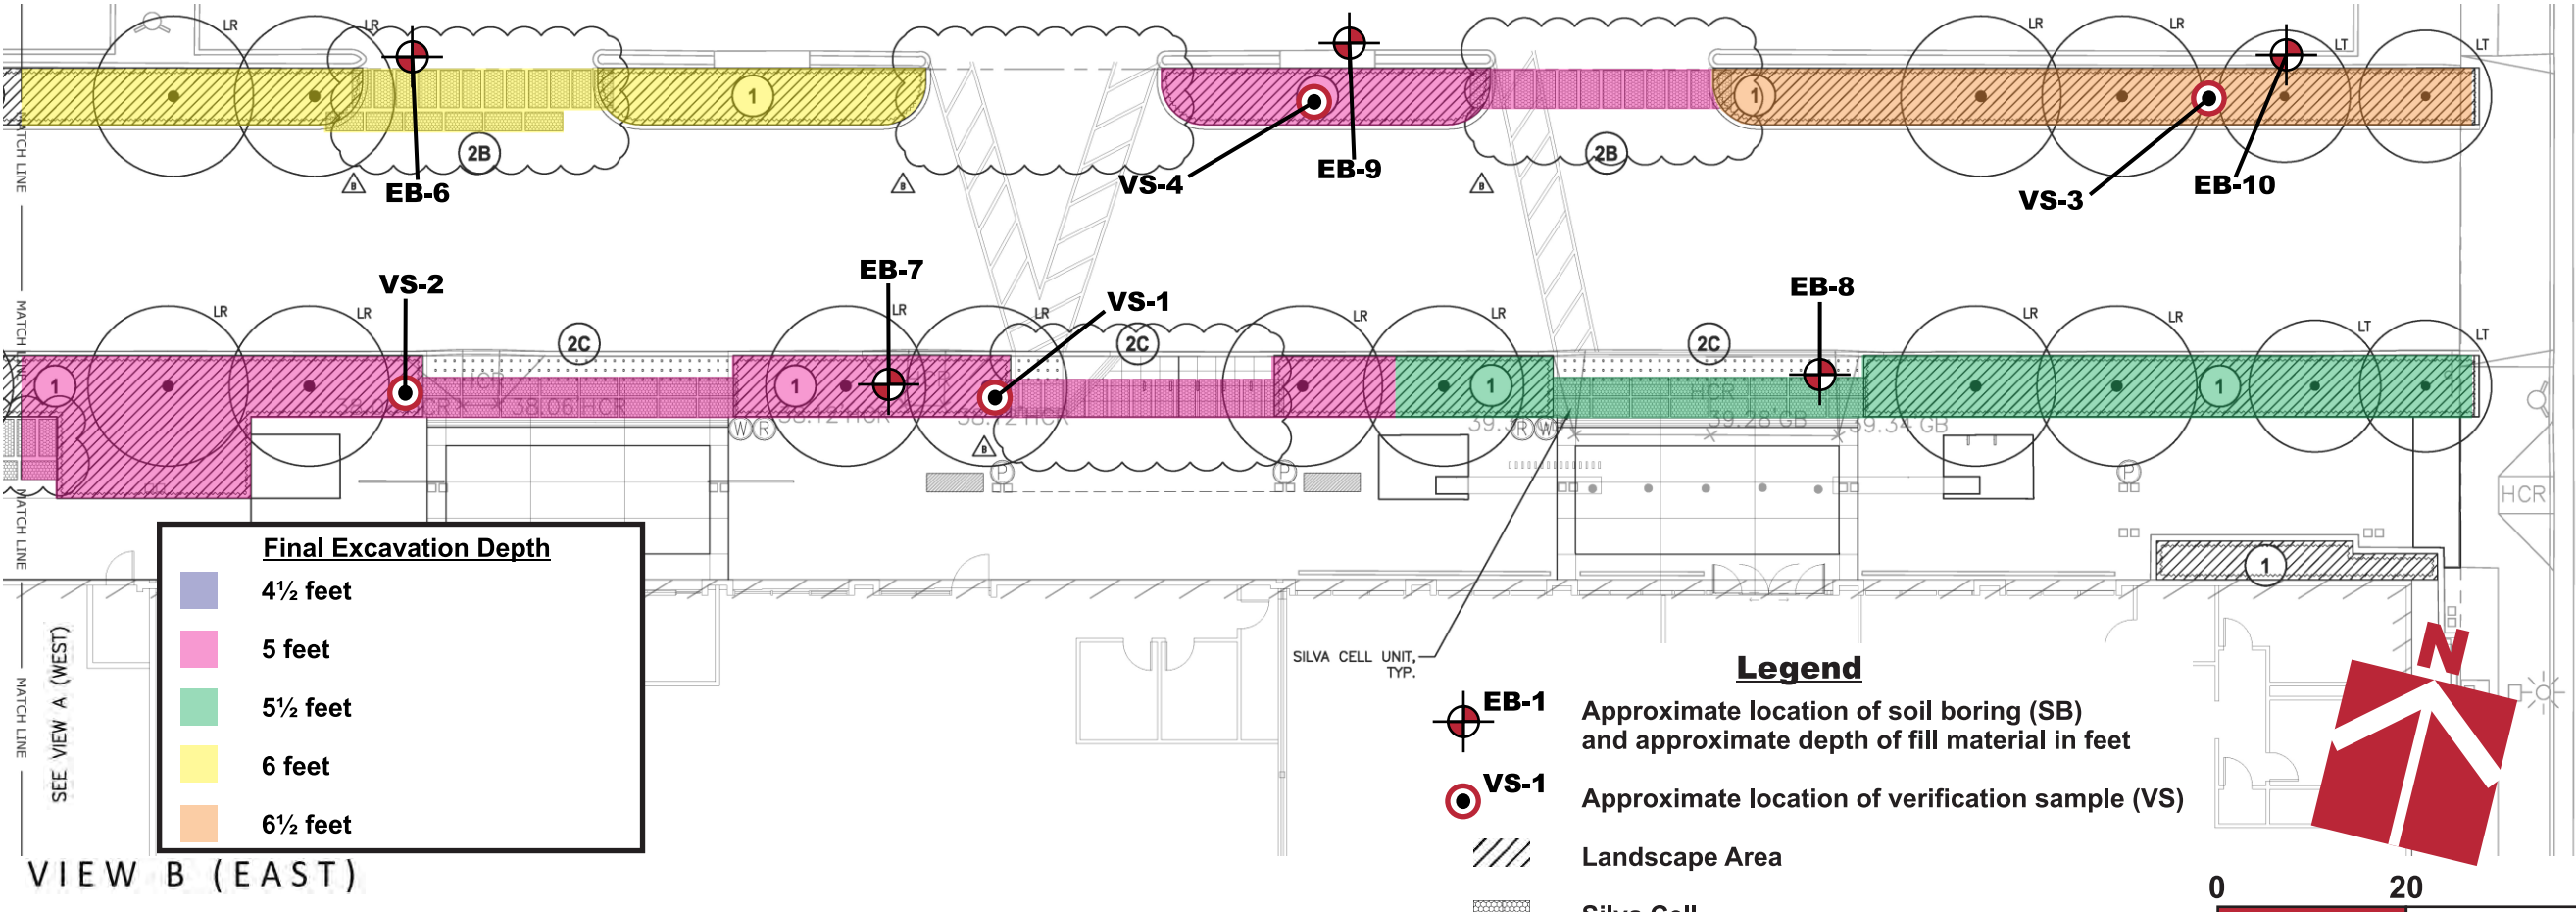 LR
LR
LR
LR
LT
LT
1
1
2B
2B
B
B
B
EB-6
VS-4
EB-9
VS-3
EB-10
MATCH LINE
MATCH LINE
MATCH LINE
MATCH LINE
VS-2
EB-7
VS-1
EB-8
LR
LR
LR
LR
LR
LR
LR
LR
LT
LT
2C
2C
2C
1
1
1
1
HCR
HCR
38.06 HCR
38.12 HCR
HCR
39.28 GB
39.34 GB
W R
R W
B
P
P
P
HCR
1
Final Excavation Depth
4½ feet
5 feet
5½ feet
6 feet
6½ feet
SEE VIEW A (WEST)
VIEW B (EAST)
SILVA CELL UNIT,
TYP.
Legend
EB-1
Approximate location of soil boring (SB)
and approximate depth of fill material in feet
VS-1
Approximate location of verification sample (VS)
Landscape Area
Silva Cell
N
0 20